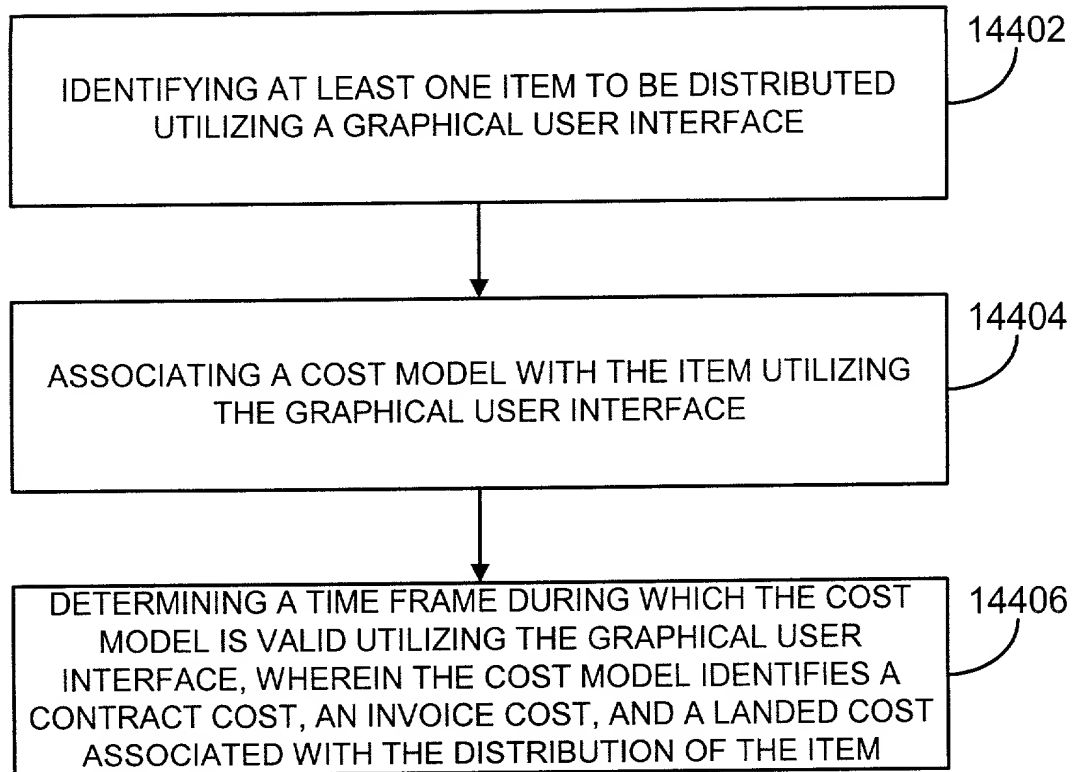 14402
IDENTIFYING AT LEAST ONE ITEM TO BE DISTRIBUTED
UTILIZING A GRAPHICAL USER INTERFACE
14404
ASSOCIATING A COST MODEL WITH THE ITEM UTILIZING
THE GRAPHICAL USER INTERFACE
14406
DETERMINING A TIME FRAME DURING WHICH THE COST
MODEL IS VALID UTILIZING THE GRAPHICAL USER
INTERFACE, WHEREIN THE COST MODEL IDENTIFIES A
CONTRACT COST, AN INVOICE COST, AND A LANDED COST
ASSOCIATED WITH THE DISTRIBUTION OF THE ITEM